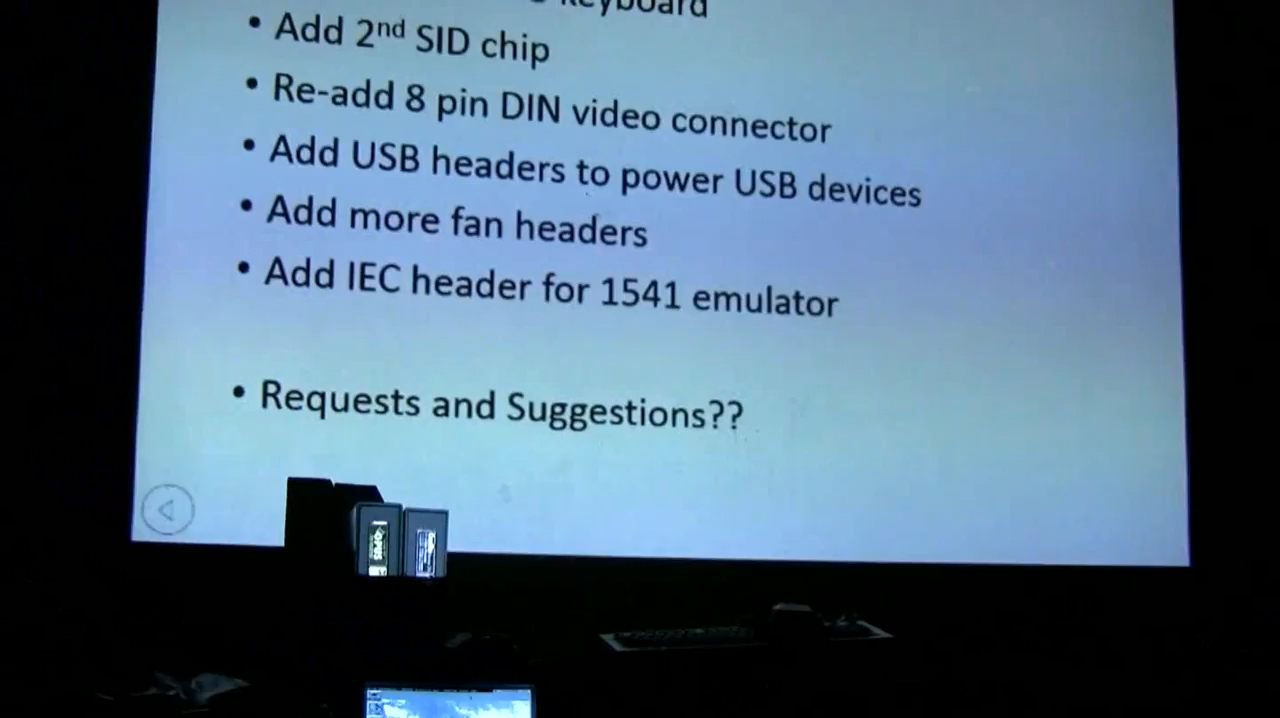 keyboard
• Add 2nd SID chip
• Re-add 8 pin DIN video connector
• Add USB headers to power USB devices
• Add more fan headers
• Add IEC header for 1541 emulator
• Requests and Suggestions??